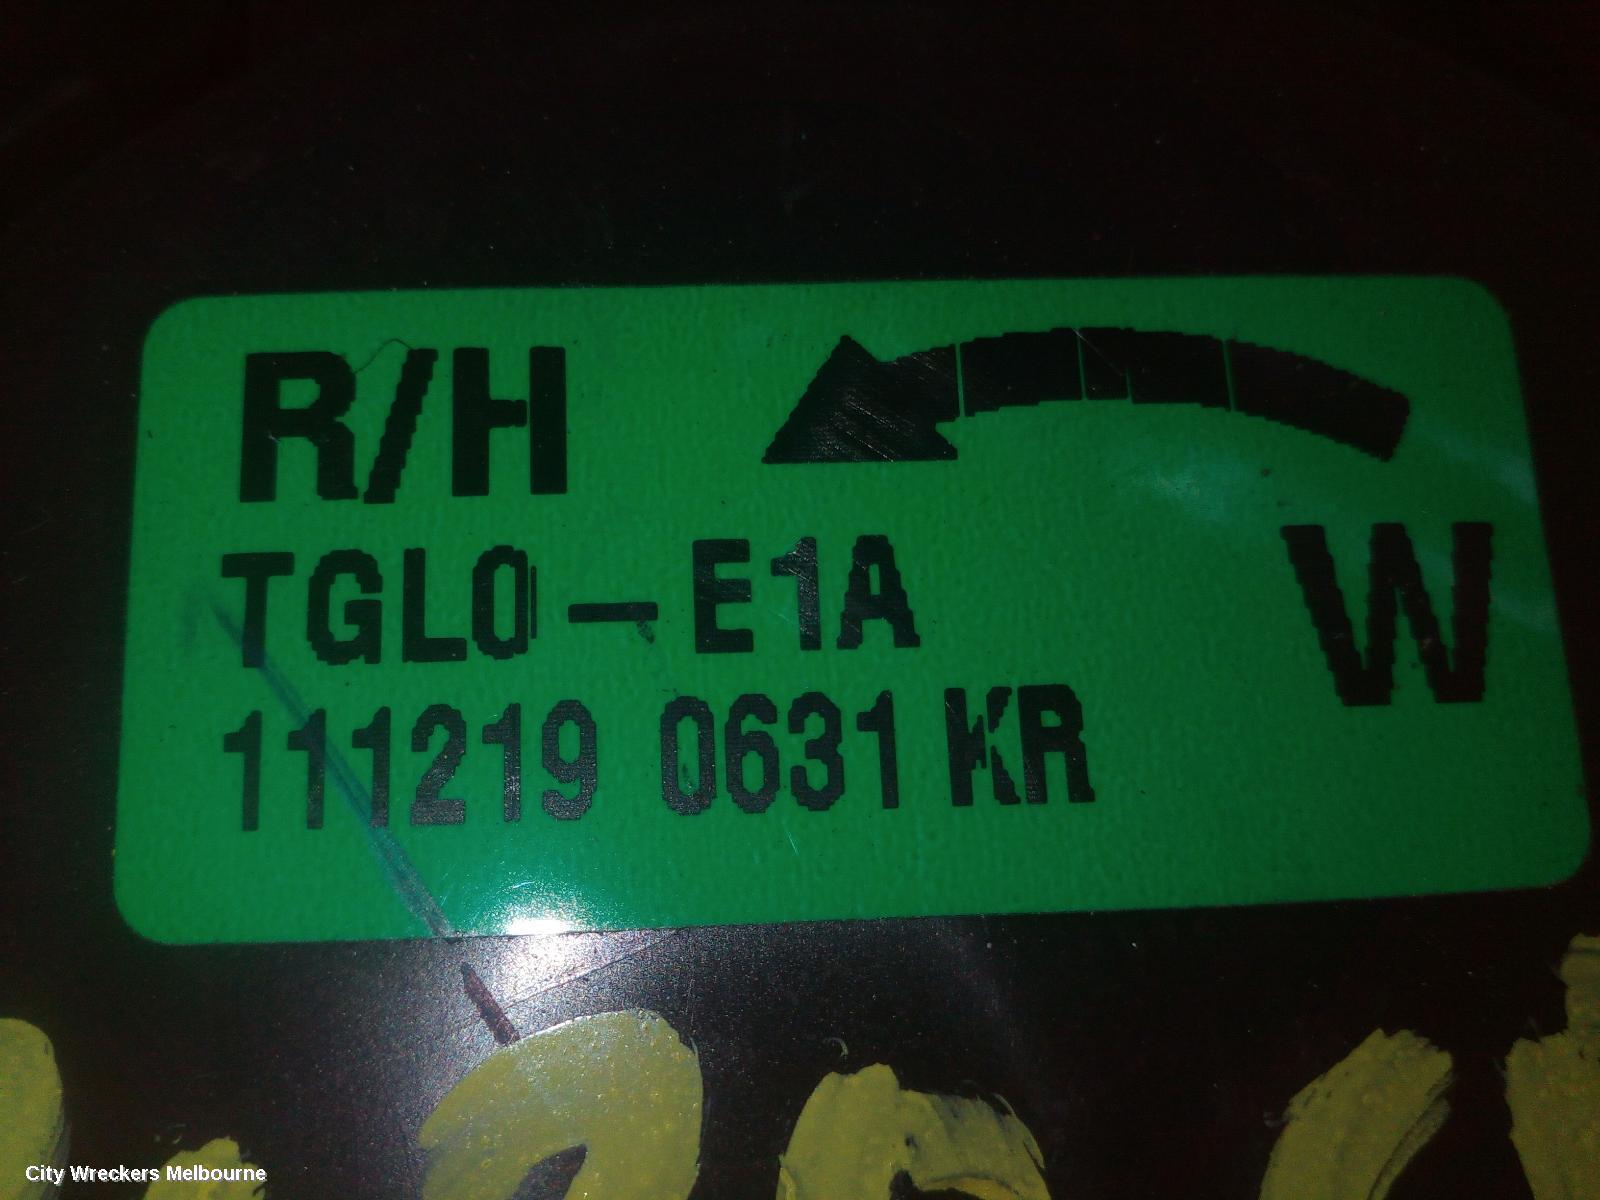 R/H
TGL0 - E1A
W
111219 0631 KR
City Wreckers Melbourne